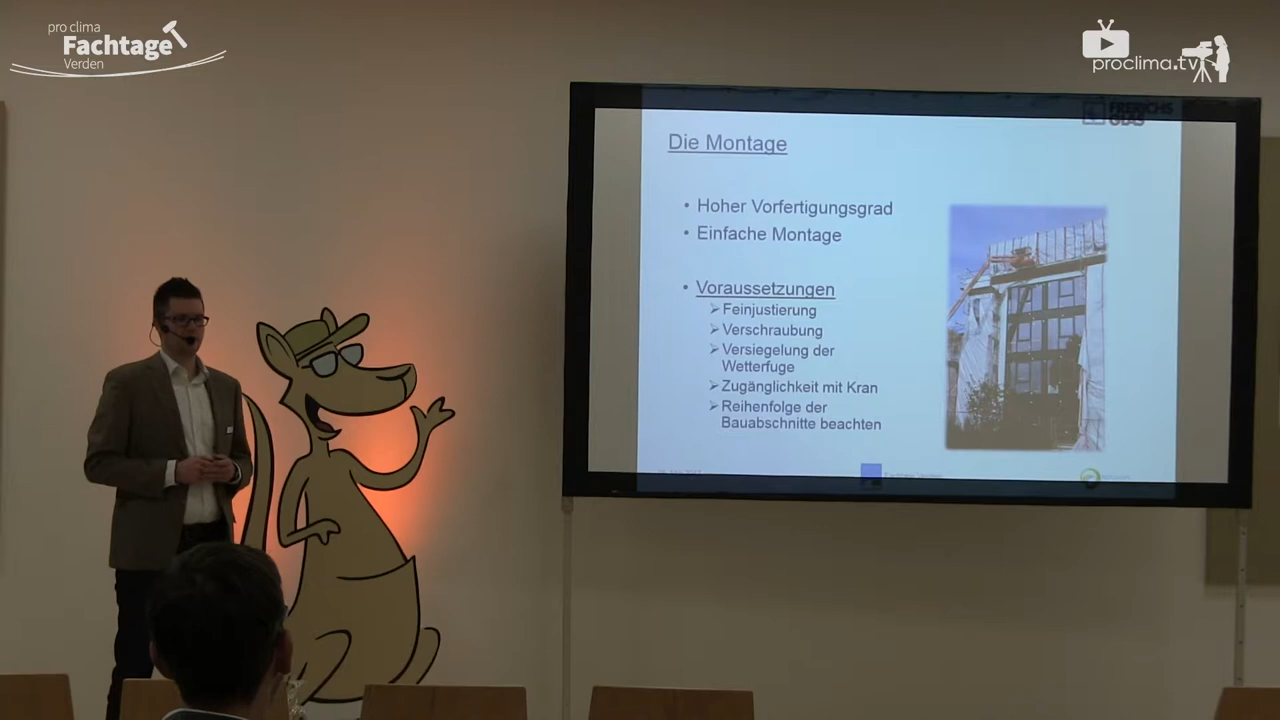 pro clima
Fachtage
Verden
proclima.tv
FRERICHS
GLAS
Die Montage
• Hoher Vorfertigungsgrad
• Einfache Montage
• Voraussetzungen
➢ Feinjustierung
➢ Verschraubung
➢ Versiegelung der
Wetterfuge
➢ Zugänglichkeit mit Kran
➢ Reihenfolge der
Bauabschnitte beachten